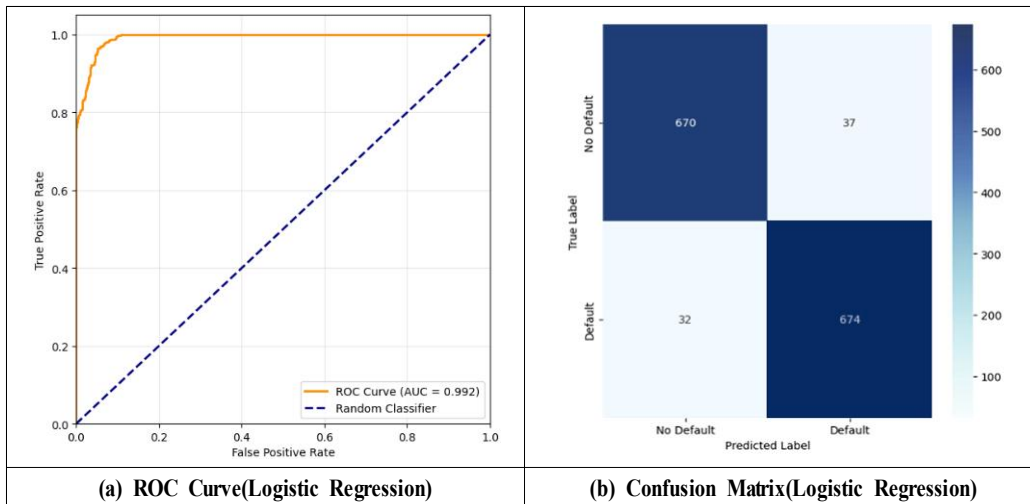 1.0
0.8
0.6
0.4
0.2
0.0
True Positive Rate
0.0 0.2 0.4 0.6 0.8 1.0
False Positive Rate
ROC Curve (AUC = 0.992)
Random Classifier
No Default
Default
True Label
670 37
32 674
No Default Default
Predicted Label
600
500
400
300
200
100
(a) ROC Curve(Logistic Regression)
(b) Confusion Matrix(Logistic Regression)